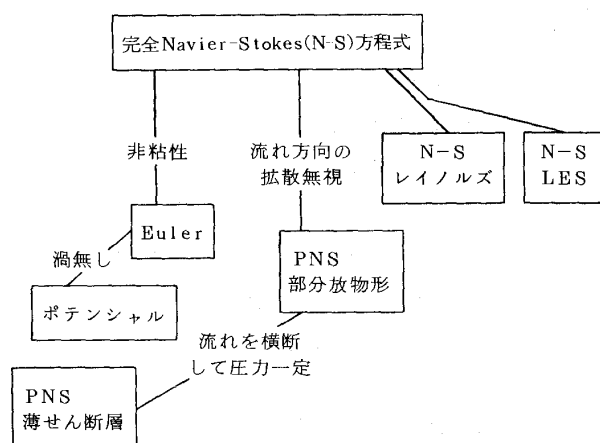 完全Navier-Stokes(N-S)方程式
非粘性
流れ方向の
拡散無視
N-S
レイノルズ
N-S
LES
Euler
渦無し
PNS
部分放物形
ポテンシャル
流れを横断
して圧力一定
PNS
薄せん断層